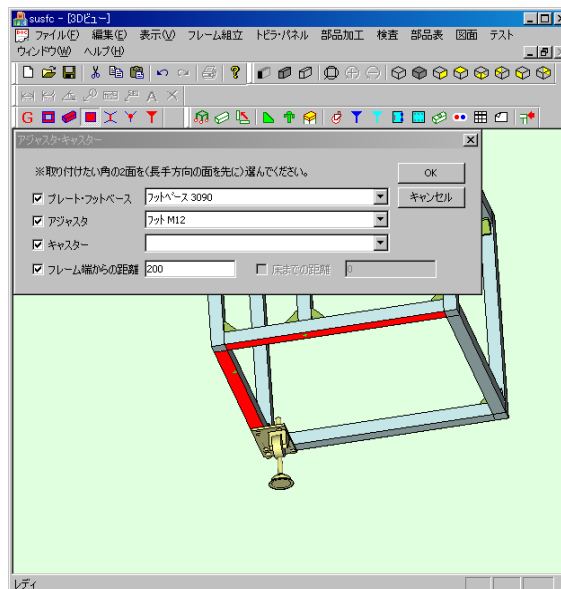 susfc - [3Dビュー]
ファイル(F) 編集(E) 表示(V) フレーム組立 トビラ・パネル 部品加工 検査 部品表 図面 テスト
ウィンドウ(W) ヘルプ(H)
アジャスタ・キャスター
※取り付けたい角の2面を(長手方向の面を先に)選んでください。
OK
プレート・フットベース フットベース 3090
キャンセル
アジャスタ フット M12
キャスター
フレーム端からの距離 200 床までの距離 0
レディ